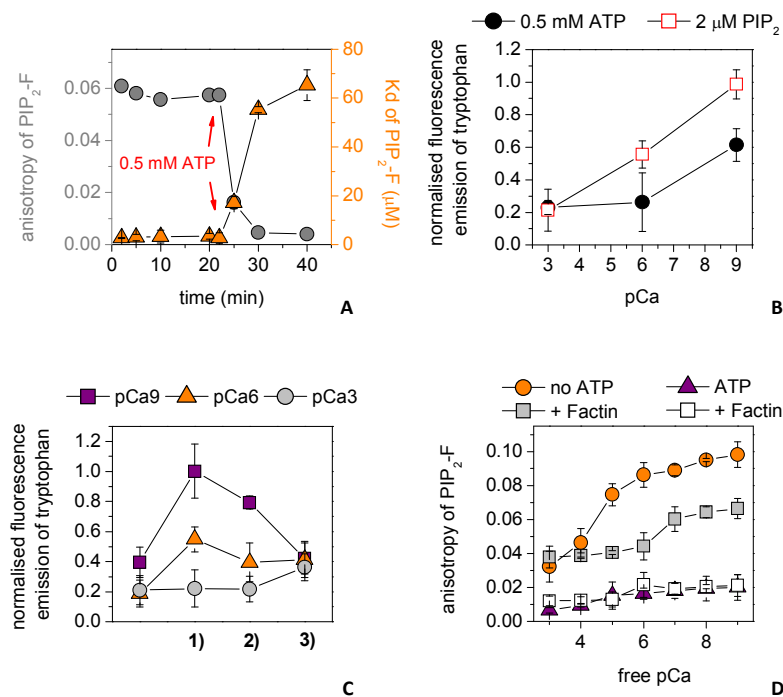 0.5 mM ATP
2 μM PIP₂
0.06
0.04
0.02
0.00
anisotropy of PIP₂-F
0.5 mM ATP
80
60
40
20
0
Kd of PIP₂-F (μM)
0 10 20 30 40
time (min)
A
1.2
1.0
0.8
0.6
0.4
0.2
0.0
normalised fluorescence
emission of tryptophan
3 4 5 6 7 8 9
pCa
B
pCa9 pCa6 pCa3
1.4
1.2
1.0
0.8
0.6
0.4
0.2
0.0
normalised fluorescence
emission of tryptophan
1) 2) 3)
C
no ATP ATP
+ Factin + Factin
0.10
0.08
0.06
0.04
0.02
0.00
anisotropy of PIP₂-F
4 6 8
free pCa
D